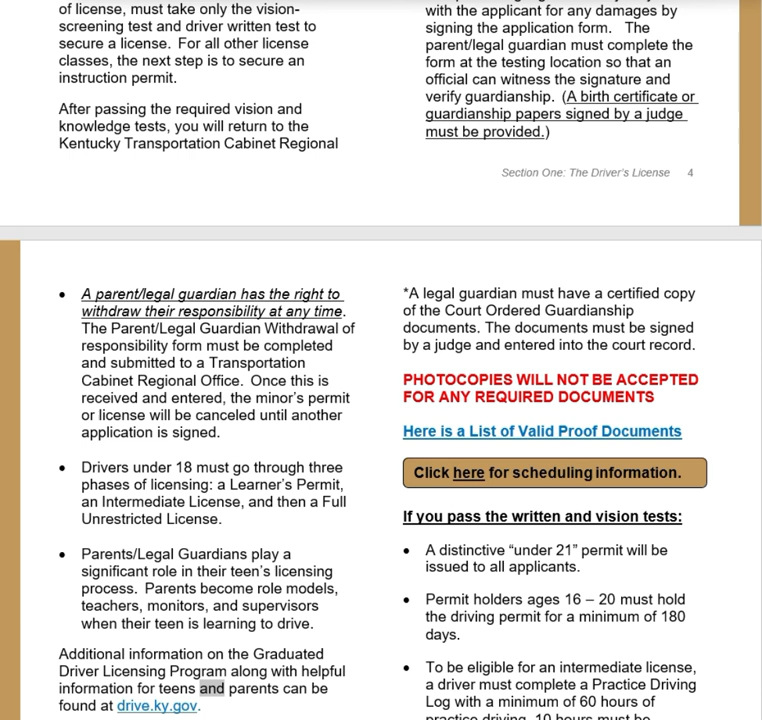 of license, must take only the vision-
screening test and driver written test to
secure a license. For all other license
classes, the next step is to secure an
instruction permit.
After passing the required vision and
knowledge tests, you will return to the
Kentucky Transportation Cabinet Regional
with the applicant for any damages by
signing the application form. The
parent/legal guardian must complete the
form at the testing location so that an
official can witness the signature and
verify guardianship. (A birth certificate or
guardianship papers signed by a judge
must be provided.)
Section One: The Driver's License 4
• A parent/legal guardian has the right to
withdraw their responsibility at any time.
The Parent/Legal Guardian Withdrawal of
responsibility form must be completed
and submitted to a Transportation
Cabinet Regional Office. Once this is
received and entered, the minor's permit
or license will be canceled until another
application is signed.
• Drivers under 18 must go through three
phases of licensing: a Learner's Permit,
an Intermediate License, and then a Full
Unrestricted License.
• Parents/Legal Guardians play a
significant role in their teen's licensing
process. Parents become role models,
teachers, monitors, and supervisors
when their teen is learning to drive.
Additional information on the Graduated
Driver Licensing Program along with helpful
information for teens and parents can be
found at drive.ky.gov.
*A legal guardian must have a certified copy
of the Court Ordered Guardianship
documents. The documents must be signed
by a judge and entered into the court record.
PHOTOCOPIES WILL NOT BE ACCEPTED
FOR ANY REQUIRED DOCUMENTS
Here is a List of Valid Proof Documents
Click here for scheduling information.
If you pass the written and vision tests:
• A distinctive "under 21" permit will be
issued to all applicants.
• Permit holders ages 16 – 20 must hold
the driving permit for a minimum of 180
days.
• To be eligible for an intermediate license,
a driver must complete a Practice Driving
Log with a minimum of 60 hours of
practice driving. 10 hours must be